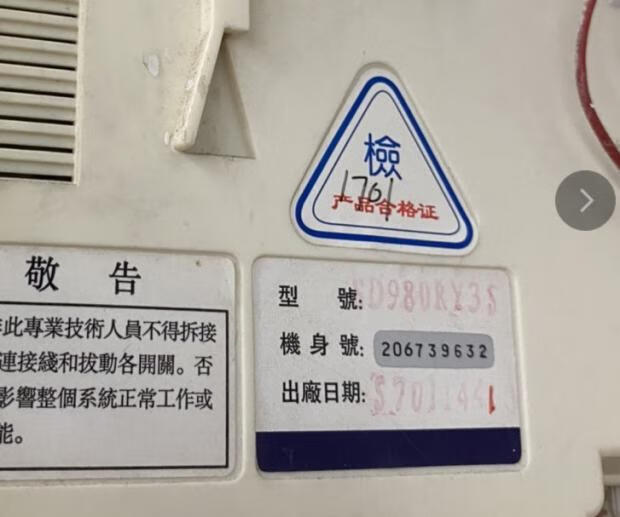 檢
1701
产品合格证
敬 告
此專業技術人員不得拆接
連接綫和拔動各開關。否
影響整個系統正常工作或
能。
型 號: D980RY3S
機身號: 206739632
出廠日期: